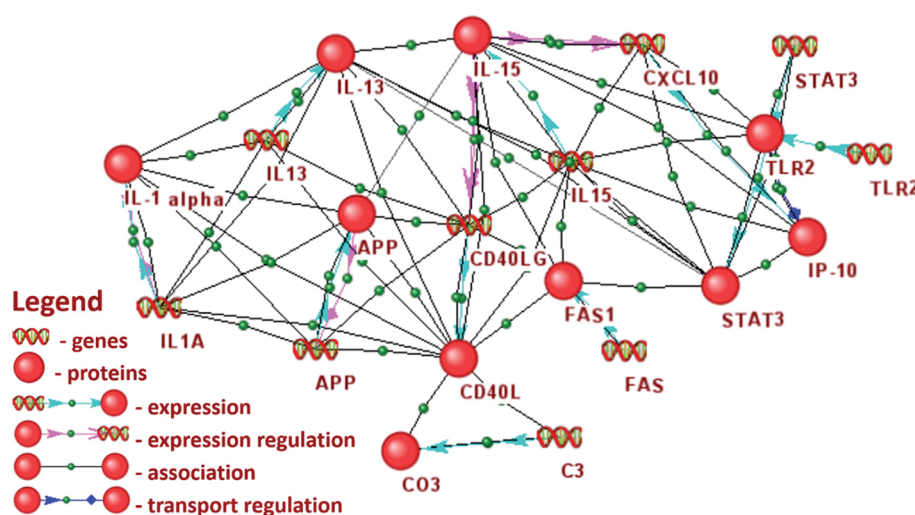 STAT3
IL-15
CXCL10
IL-13
TLR2
TLR2
IL13
IL15
IL-1 alpha
APP
CD40LG
IP-10
FAS1
STAT3
IL1A
APP
CD40L
FAS
CO3
C3
Legend
- genes
- proteins
- expression
- expression regulation
- association
- transport regulation